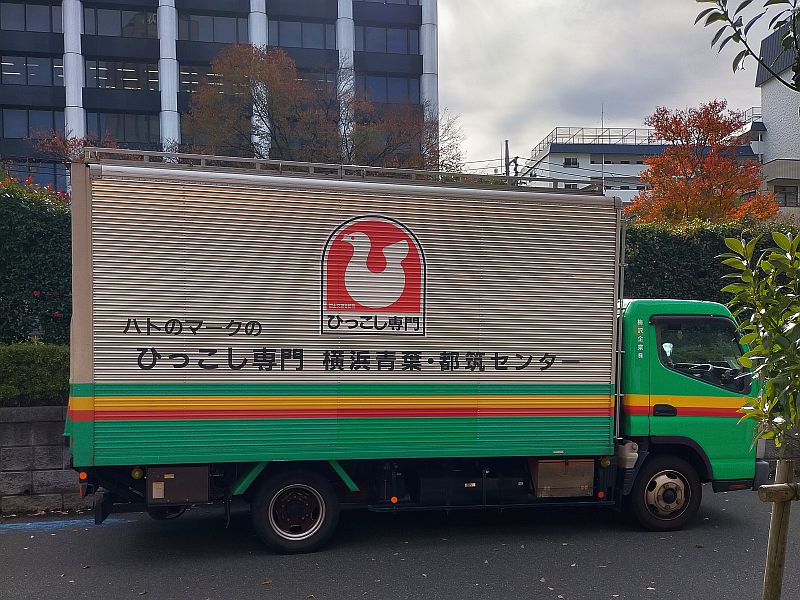 ひっこし専門
ハトのマークの
ひっこし専門 横浜青葉・都筑センター